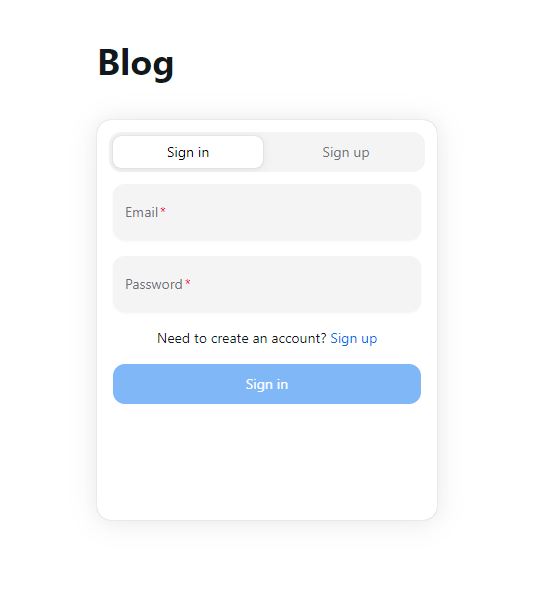 Blog
Sign in Sign up
Email*
Password*
Need to create an account? Sign up
Sign in